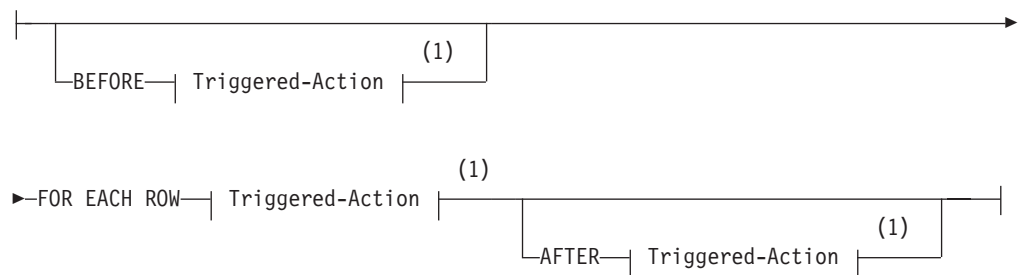 (1)
BEFORE Triggered-Action
(1)
FOR EACH ROW Triggered-Action
(1)
AFTER Triggered-Action